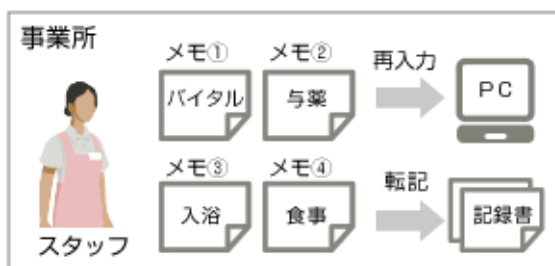 事業所
メモ① メモ② 再入力
バイタル 与薬 PC
メモ③ メモ④ 転記
入浴 食事 記録書
スタッフ